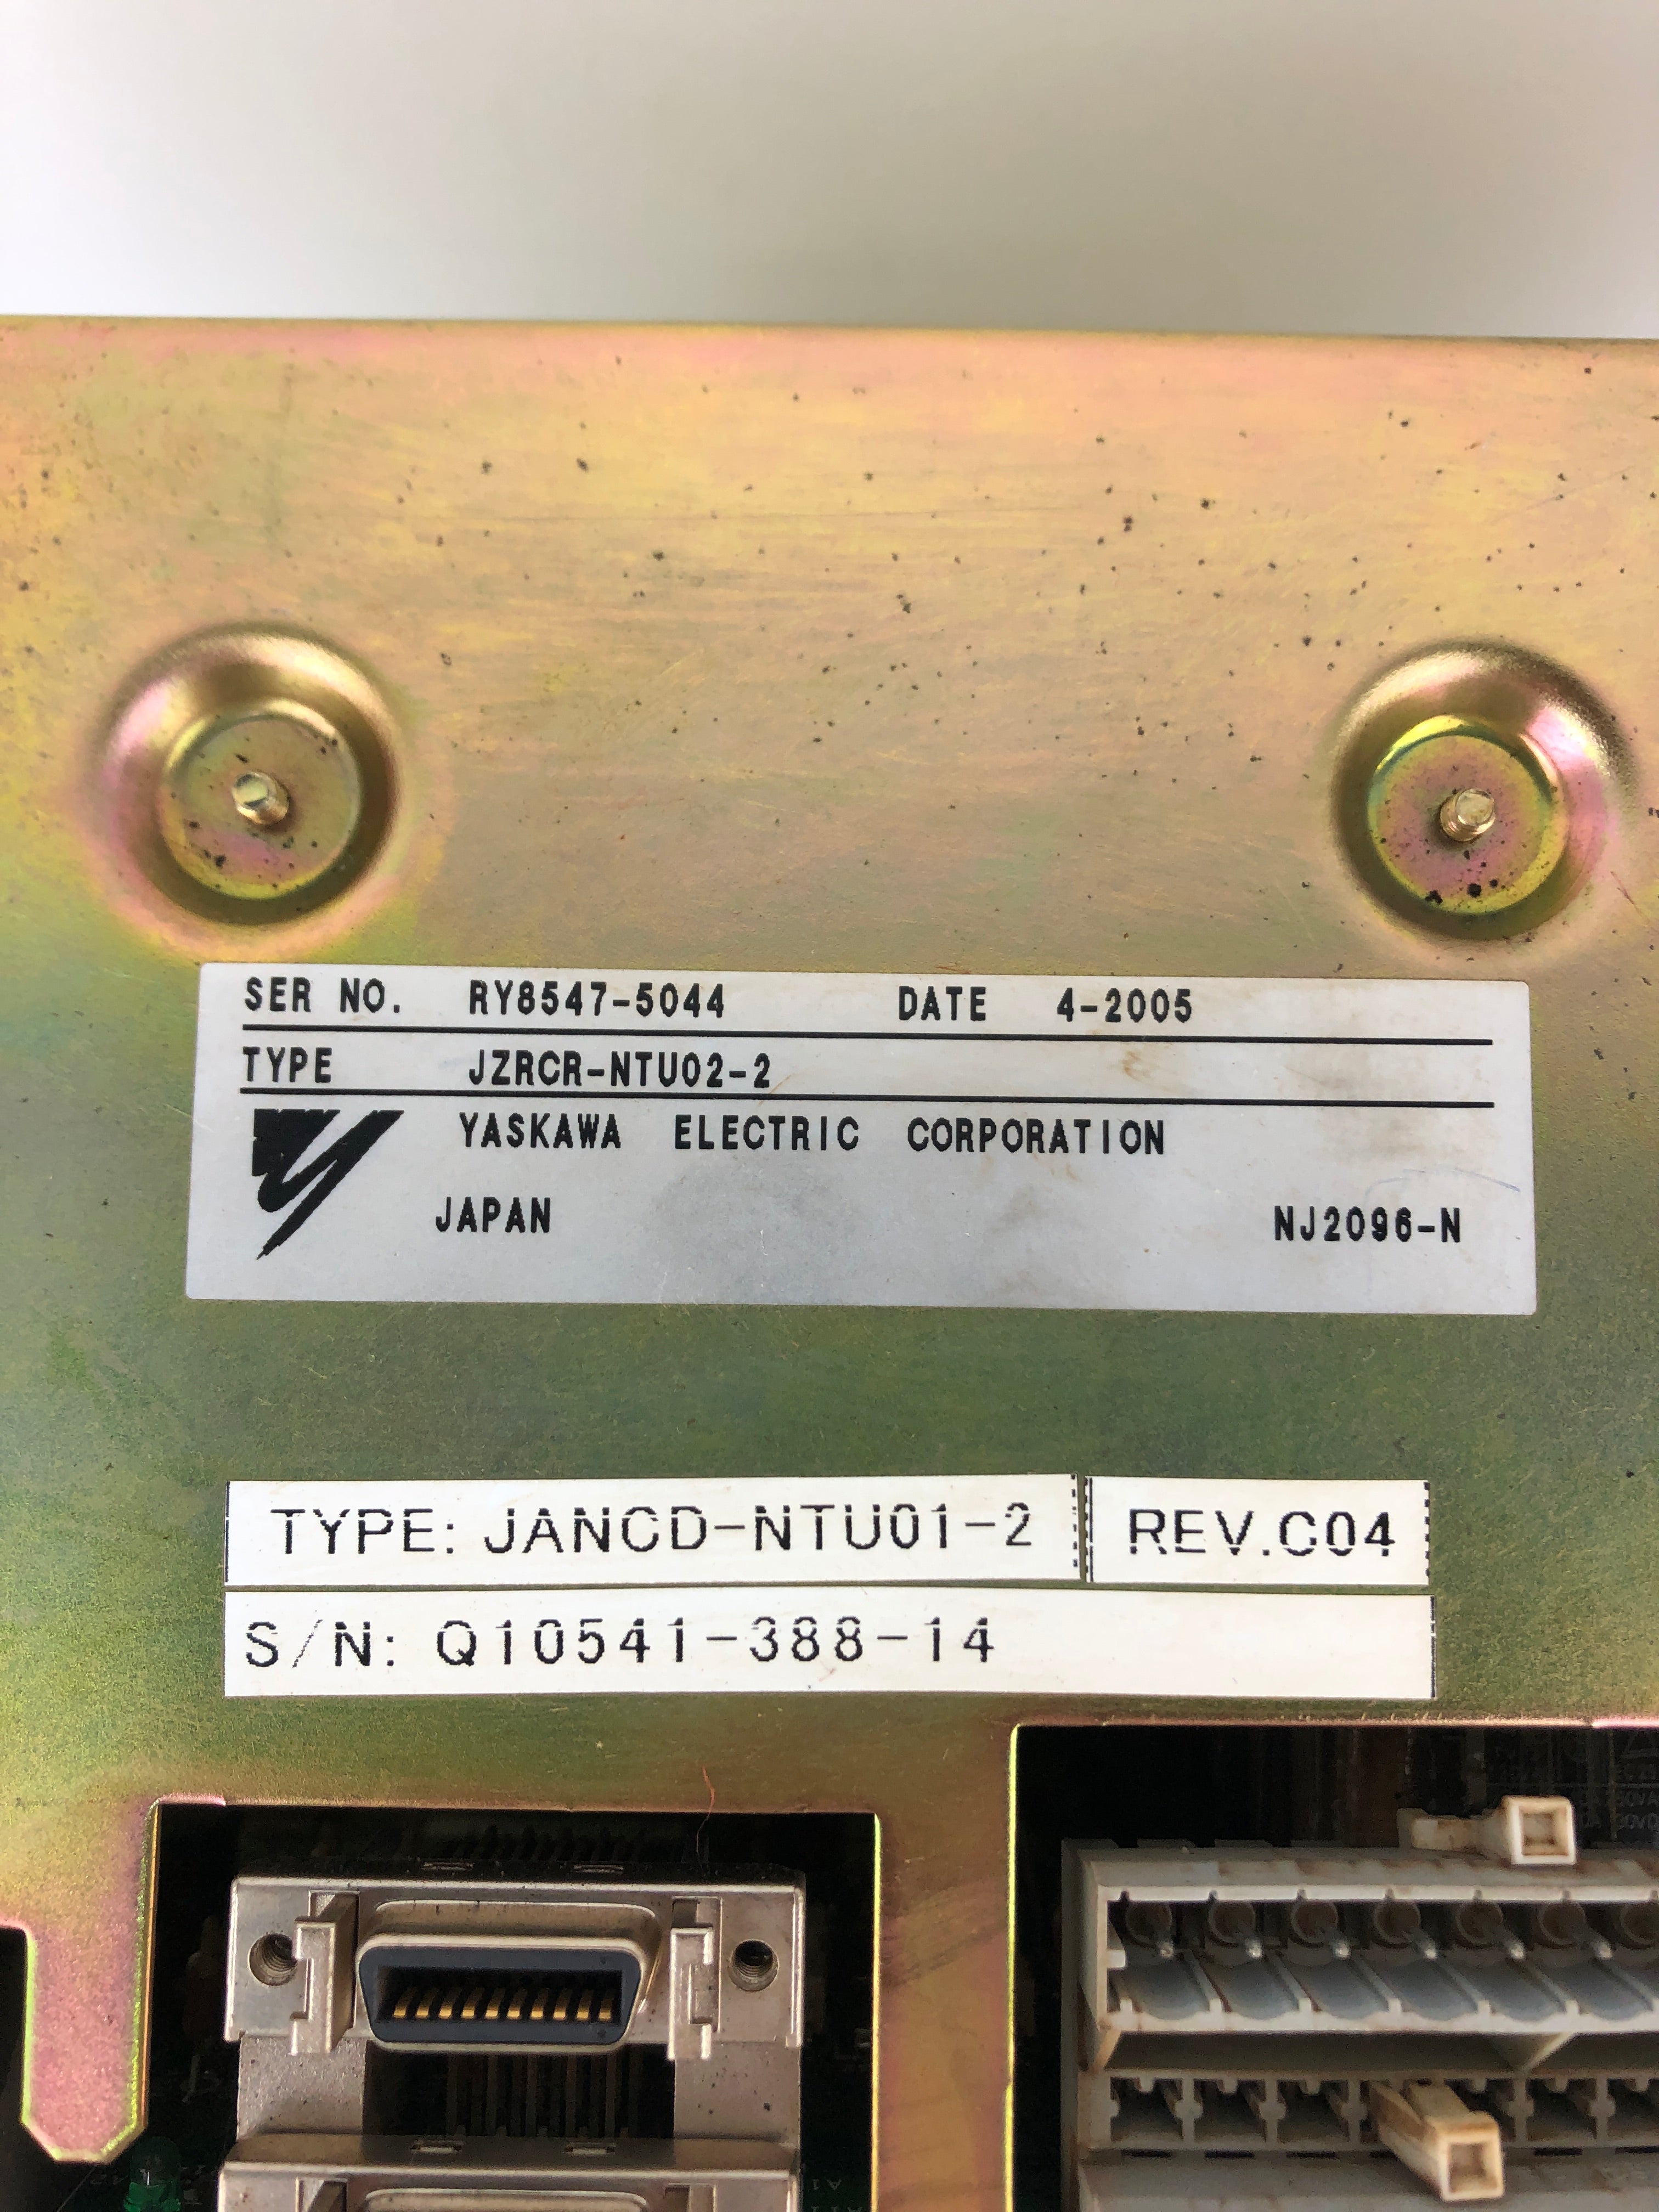 SER NO. RY8547-5044 DATE 4-2005
TYPE JZRCR-NTU02-2
YASKAWA ELECTRIC CORPORATION
JAPAN NJ2096-N
TYPE: JANCD-NTU01-2 REV.C04
S/N: Q10541-388-14
A1